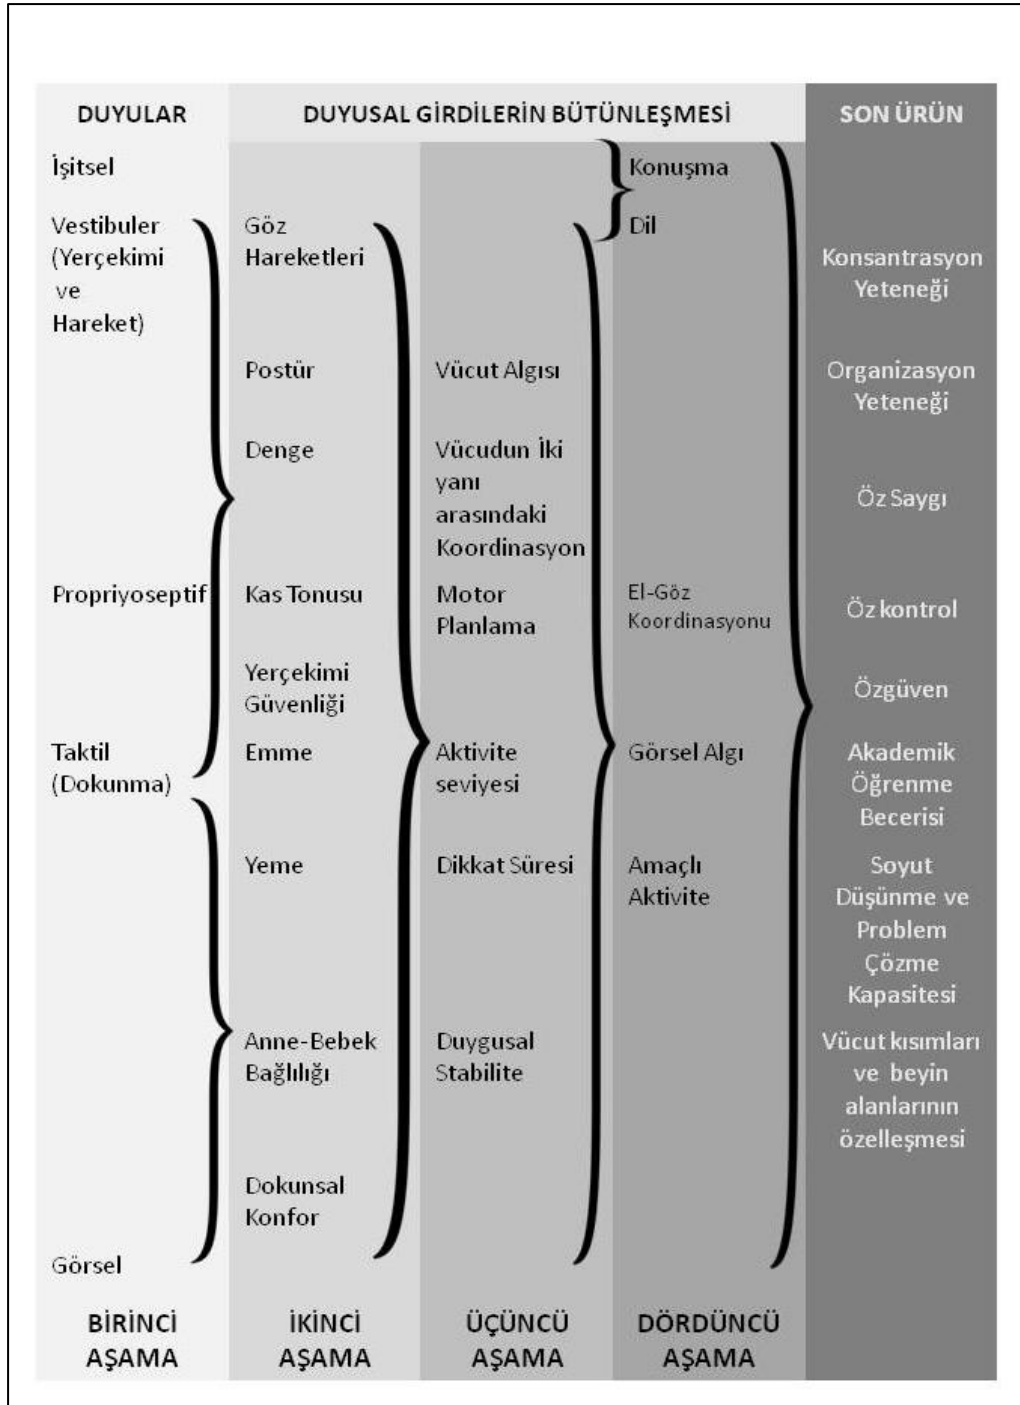 DUYULAR
DUYUSAL GİRDİLERİN BÜTÜNLEŞMESİ
SON ÜRÜN
İşitsel
Vestibuler
(Yerçekimi
ve
Hareket)
Propriyoseptif
Taktil
(Dokunma)
Görsel
BİRİNCİ
AŞAMA
Göz
Hareketleri
Postür
Denge
Kas Tonusu
Yerçekimi
Güvenliği
Emme
Yeme
Anne-Bebek
Bağlılığı
Dokunsal
Konfor
İKİNCİ
AŞAMA
Vücut Algısı
Vücudun İki
yanı
arasındaki
Koordinasyon
Motor
Planlama
Aktivite
seviyesi
Dikkat Süresi
Duygusal
Stabilite
ÜÇÜNCÜ
AŞAMA
Konuşma
Dil
El-Göz
Koordinasyonu
Görsel Algı
Amaçlı
Aktivite
DÖRDÜNCÜ
AŞAMA
Konsantrasyon
Yeteneği
Organizasyon
Yeteneği
Öz Saygı
Öz kontrol
Özgüven
Akademik
Öğrenme
Becerisi
Soyut
Düşünme ve
Problem
Çözme
Kapasitesi
Vücut kısımları
ve beyin
alanlarının
özelleşmesi